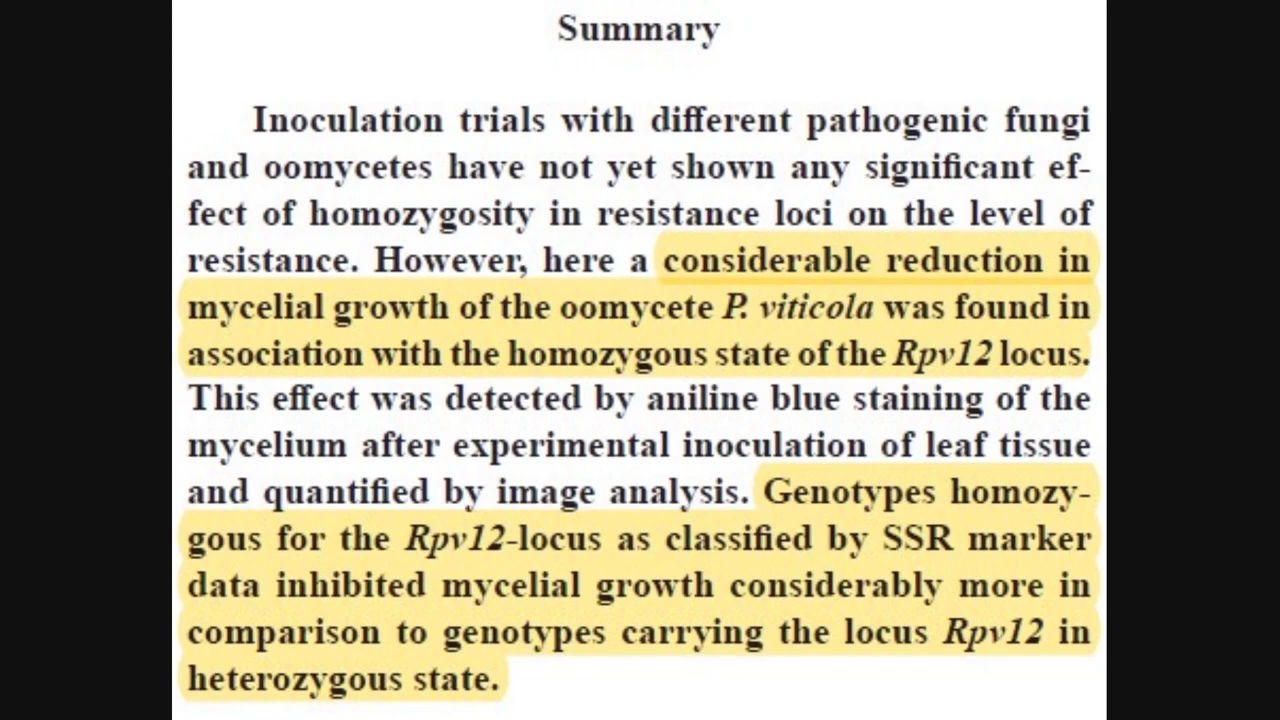 Summary
Inoculation trials with different pathogenic fungi
and oomycetes have not yet shown any significant ef-
fect of homozygosity in resistance loci on the level of
resistance. However, here a considerable reduction in
mycelial growth of the oomycete P. viticola was found in
association with the homozygous state of the Rpv12 locus.
This effect was detected by aniline blue staining of the
mycelium after experimental inoculation of leaf tissue
and quantified by image analysis. Genotypes homozy-
gous for the Rpv12-locus as classified by SSR marker
data inhibited mycelial growth considerably more in
comparison to genotypes carrying the locus Rpv12 in
heterozygous state.